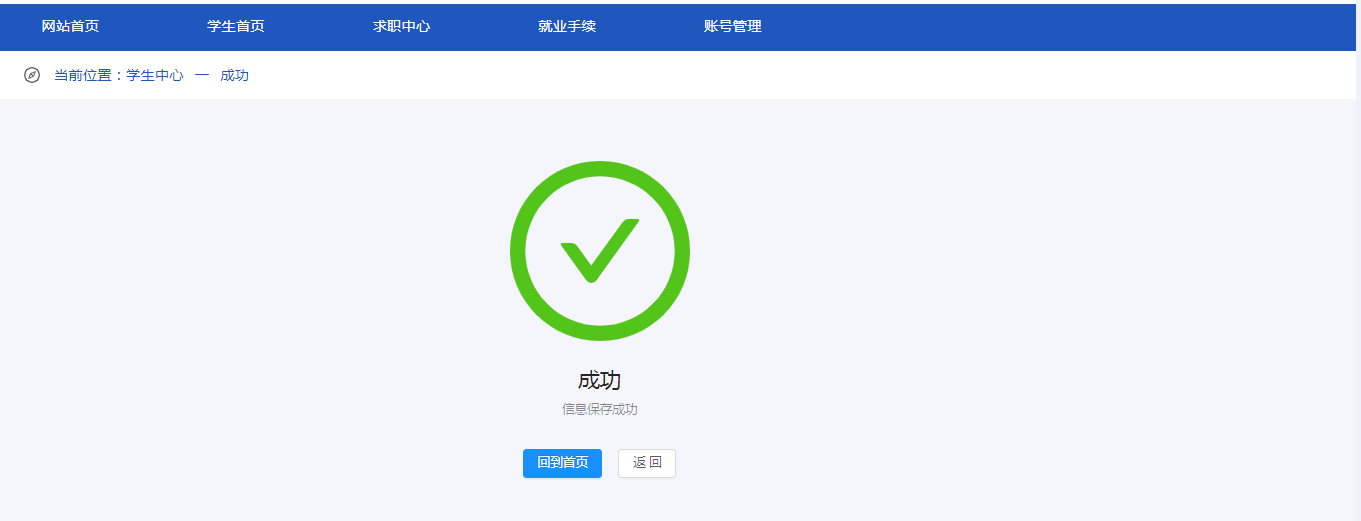 网站首页 学生首页 求职中心 就业手续 账号管理
当前位置：学生中心 — 成功
成功
信息保存成功
回到首页 返 回